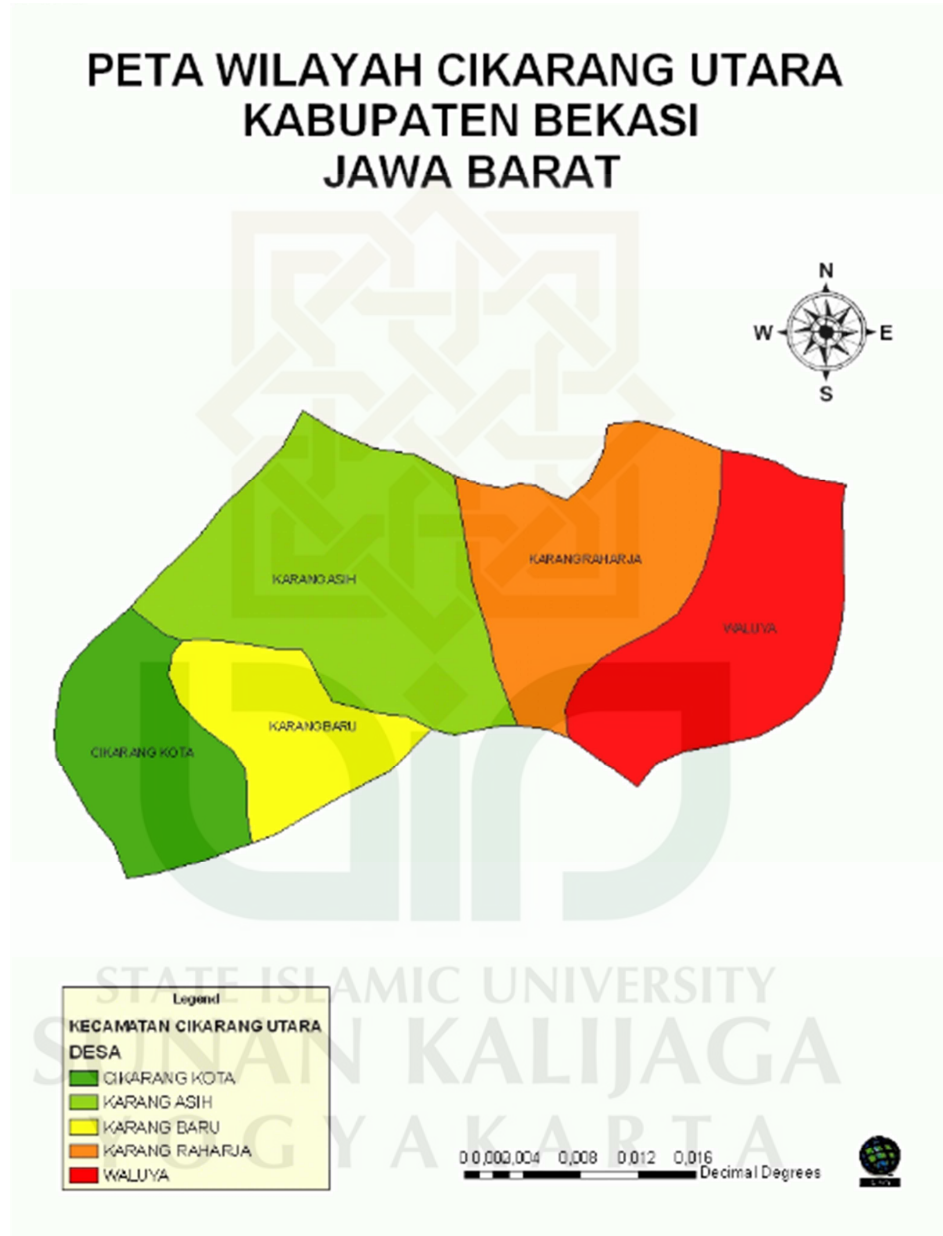 PETA WILAYAH CIKARANG UTARA
KABUPATEN BEKASI
JAWA BARAT
N
W E
S
KARANGRAHARJA
KARANGASIH
WALUYA
KARANGBARU
CIKARANG KOTA
STATE ISLAMIC UNIVERSITY
SUNAN KALIJAGA
YOGYAKARTA
Legend
KECAMATAN CIKARANG UTARA
DESA
CIKARANG KOTA
KARANG ASIH
KARANG BARU
KARANG RAHARJA
WALUYA
0 0,002 0,004 0,008 0,012 0,016
Decimal Degrees